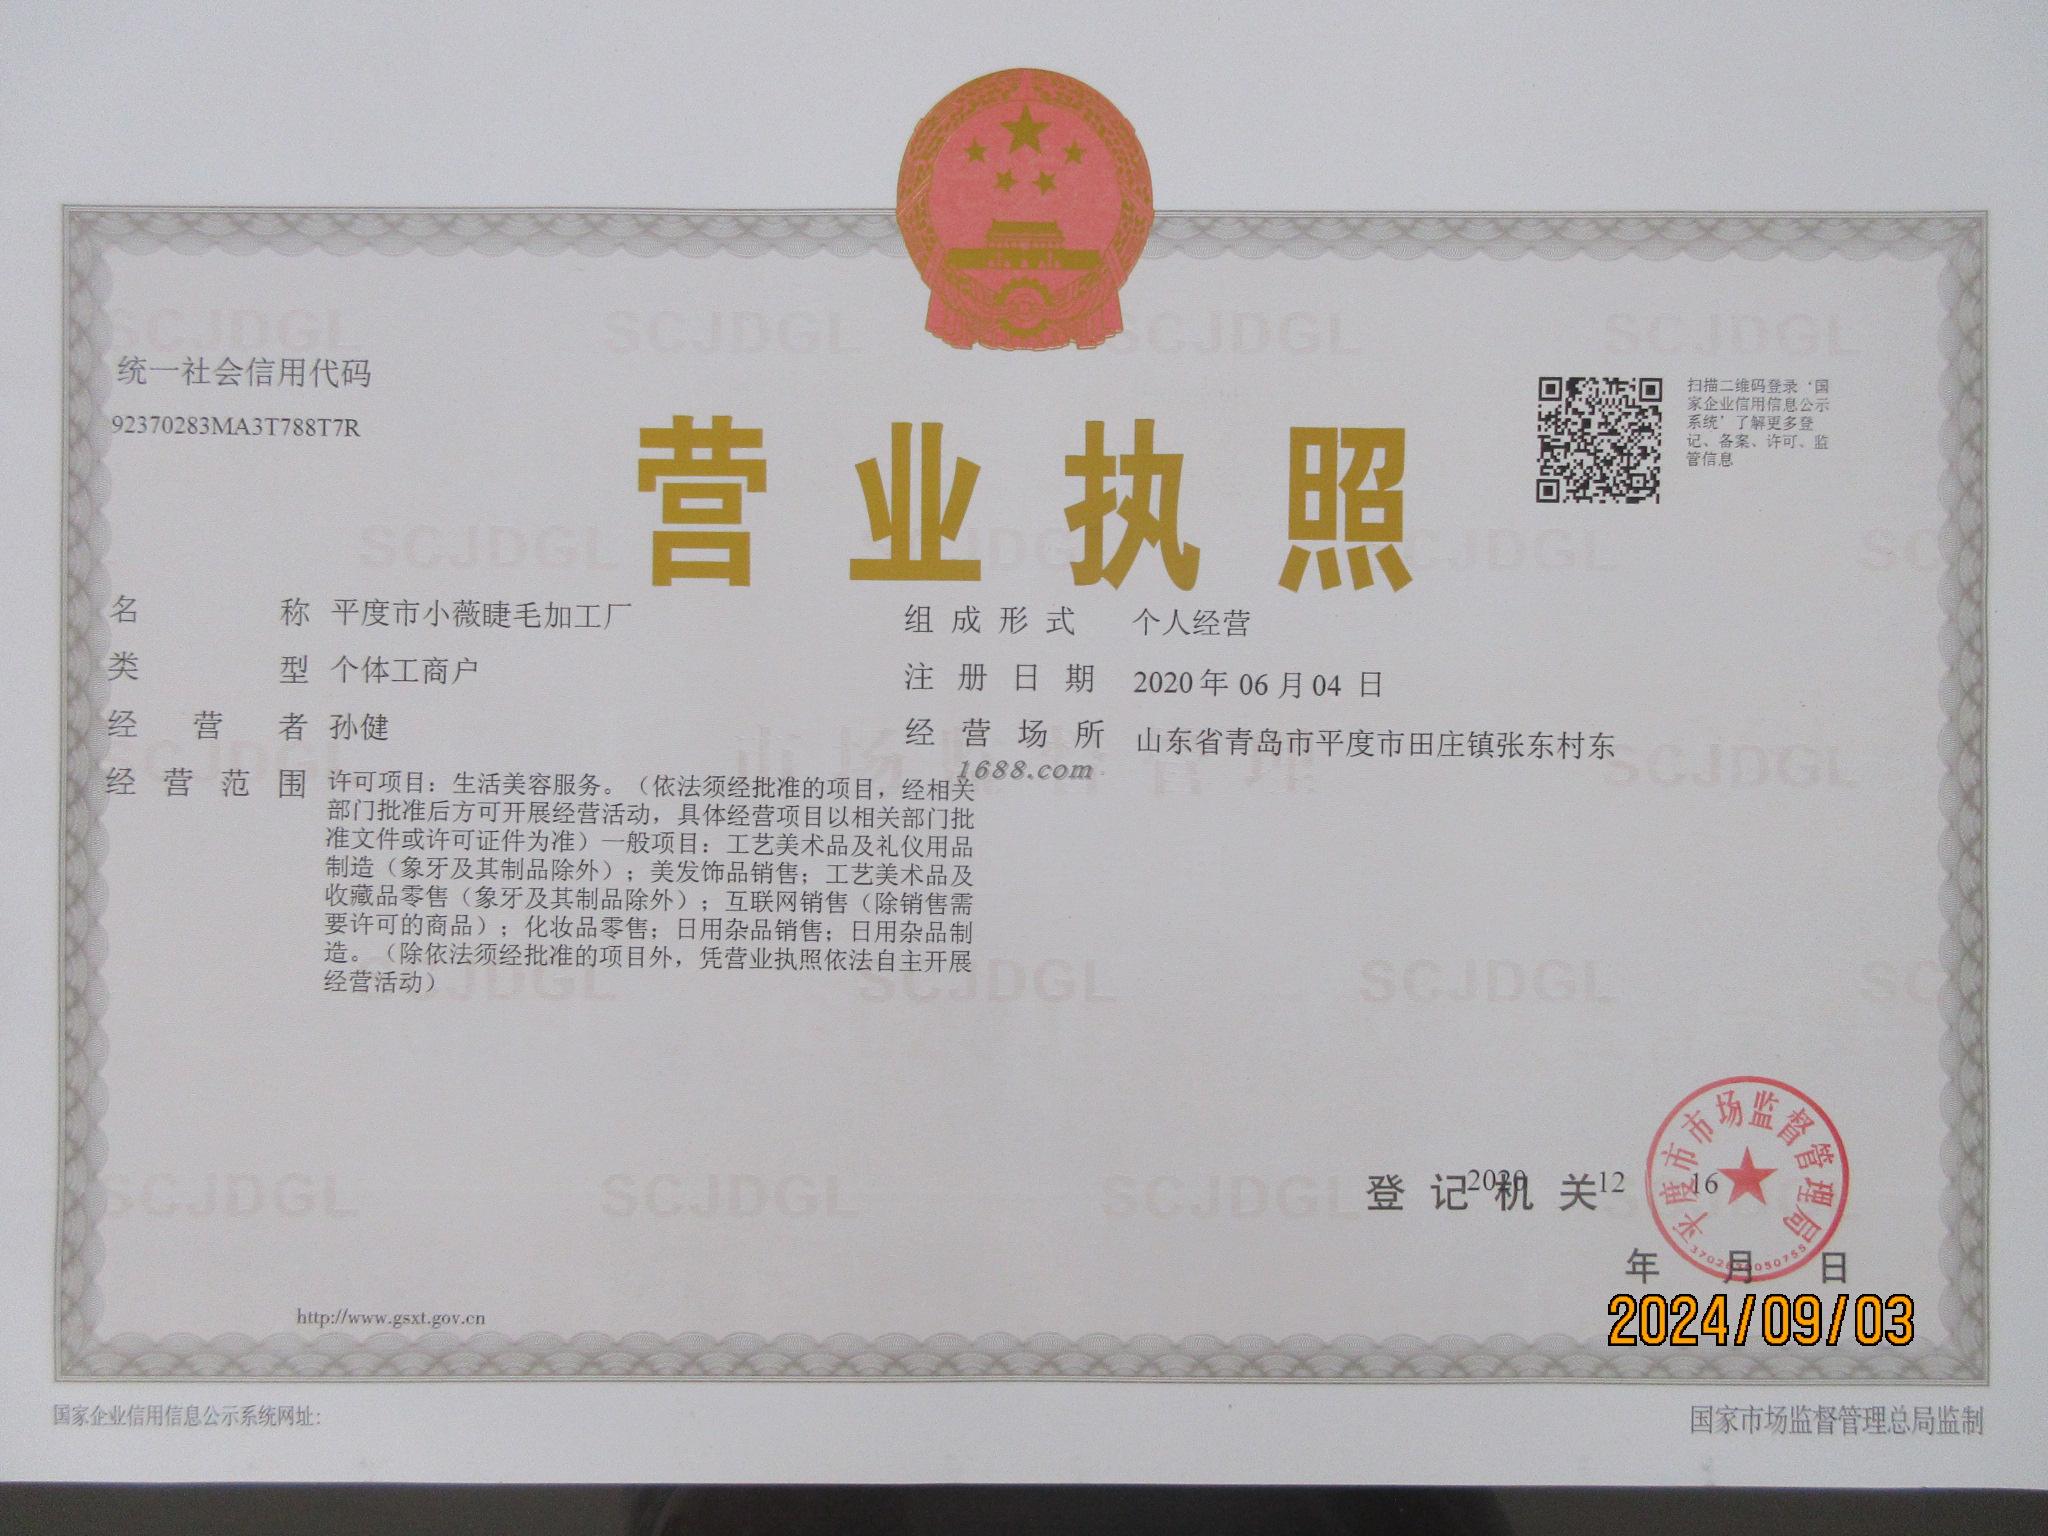 统一社会信用代码
92370283MA3T788T7R
营业执照
扫描二维码登录‘国
家企业信用信息公示
系统’了解更多登
记、备案、许可、监
管信息
名称 平度市小薇睫毛加工厂
类型 个体工商户
经营者 孙健
经营范围 许可项目：生活美容服务。（依法须经批准的项目，经相关
部门批准后方可开展经营活动，具体经营项目以相关部门批
准文件或许可证件为准）一般项目：工艺美术品及礼仪用品
制造（象牙及其制品除外）；美发饰品销售；工艺美术品及
收藏品零售（象牙及其制品除外）；互联网销售（除销售需
要许可的商品）；化妆品零售；日用杂品销售；日用杂品制
造。（除依法须经批准的项目外，凭营业执照依法自主开展
经营活动）
组成形式 个人经营
注册日期 2020年06月04日
经营场所 山东省青岛市平度市田庄镇张东村东
1688.com
市场监督管理
SCJDGL
登记机关
2020 12 16
年 月 日
平度市市场监督管理局
2024/09/03
http://www.gsxt.gov.cn
国家企业信用信息公示系统网址:
国家市场监督管理总局监制